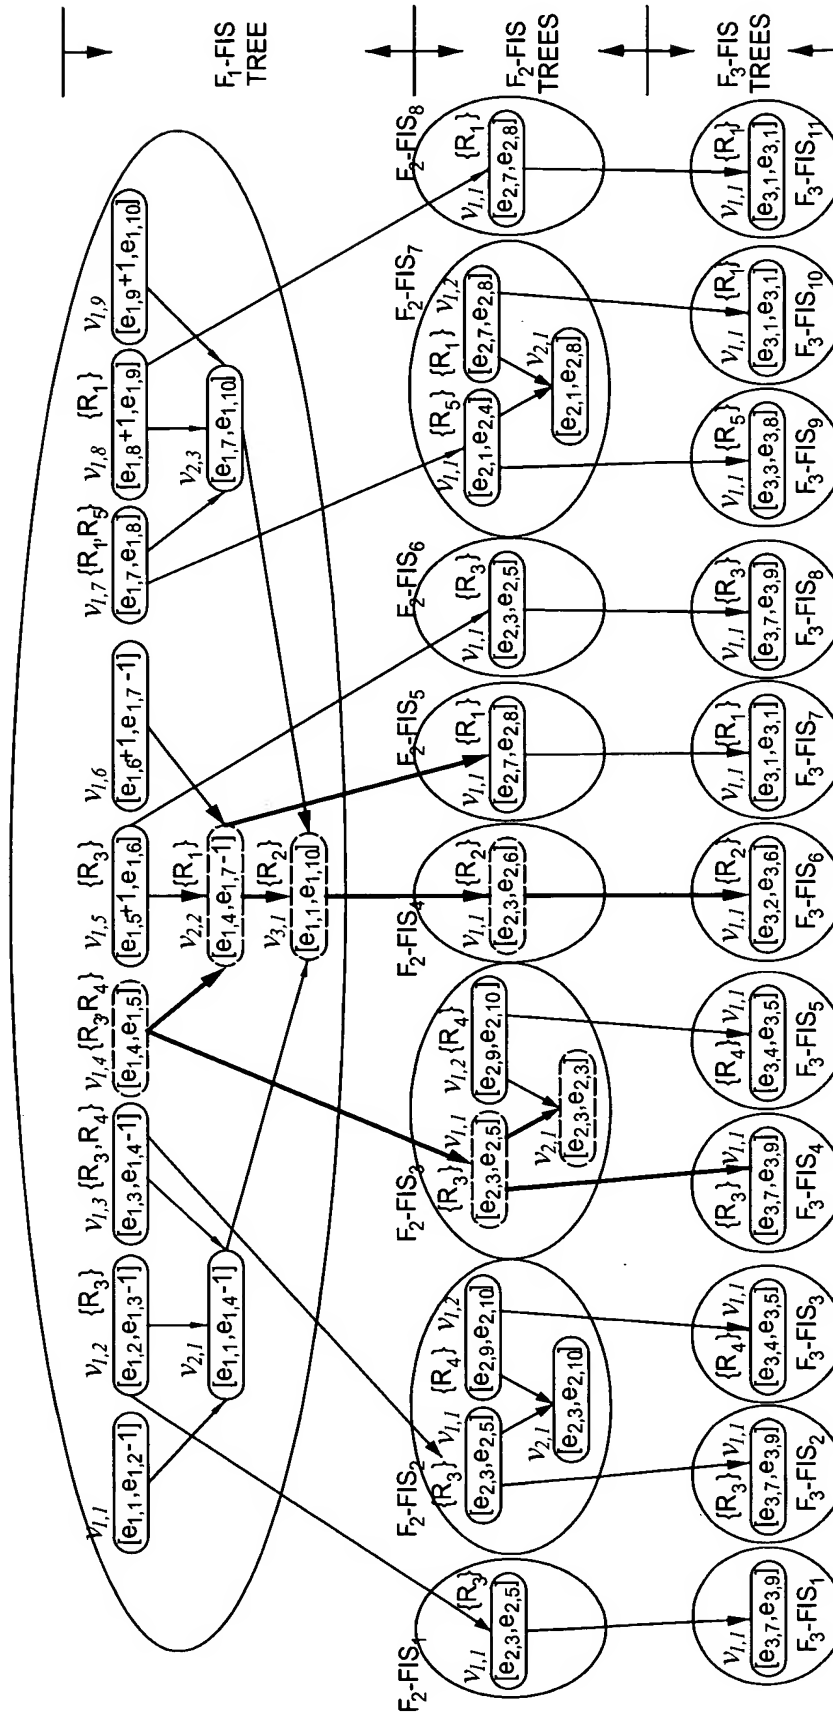 v1,1
[e1,1,e1,2-1]
v1,2 {R3}
[e1,2,e1,3-1]
v1,3 {R3,R4}
[e1,3,e1,4-1]
v1,4 {R3,R4}
[e1,4,e1,5]
v1,5 {R3}
[e1,5+1,e1,6]
v1,6
[e1,6+1,e1,7-1]
v1,7 {R1,R5}
[e1,7,e1,8]
v1,8 {R1}
[e1,8+1,e1,9]
v1,9
[e1,9+1,e1,10]
v2,1
[e1,1,e1,4-1]
v2,2 {R1}
[e1,4,e1,7-1]
v2,3
[e1,7,e1,10]
v3,1 {R2}
[e1,1,e1,10]
F1-FIS
TREE
F2-FIS1
v1,1 {R3}
[e2,3,e2,5]
F2-FIS2
{R3} v1,1
[e2,3,e2,5]
{R4} v1,2
[e2,9,e2,10]
v2,1
[e2,3,e2,10]
F2-FIS3
{R3} v1,1
[e2,3,e2,5]
v1,2 {R4}
[e2,9,e2,10]
v2,1
[e2,3,e2,3]
F2-FIS4
v1,1 {R2}
[e2,3,e2,6]
F2-FIS5
v1,1 {R1}
[e2,7,e2,8]
F2-FIS6
v1,1 {R3}
[e2,3,e2,5]
F2-FIS7
v1,1 {R5}
[e2,1,e2,4]
{R1} v1,2
[e2,7,e2,8]
v2,1
[e2,1,e2,8]
F2-FIS8
v1,1 {R1}
[e2,7,e2,8]
F2-FIS
TREES
v1,1
[e3,7,e3,9]
F3-FIS1
{R3} v1,1
[e3,7,e3,9]
F3-FIS2
{R4} v1,1
[e3,4,e3,5]
F3-FIS3
{R3} v1,1
[e3,7,e3,9]
F3-FIS4
{R4} v1,1
[e3,4,e3,5]
F3-FIS5
v1,1 {R2}
[e3,2,e3,6]
F3-FIS6
v1,1 {R1}
[e3,1,e3,1]
F3-FIS7
v1,1 {R3}
[e3,7,e3,9]
F3-FIS8
v1,1 {R5}
[e3,3,e3,8]
F3-FIS9
v1,1 {R1}
[e3,1,e3,1]
F3-FIS10
v1,1 {R1}
[e3,1,e3,1]
F3-FIS11
F3-FIS
TREES